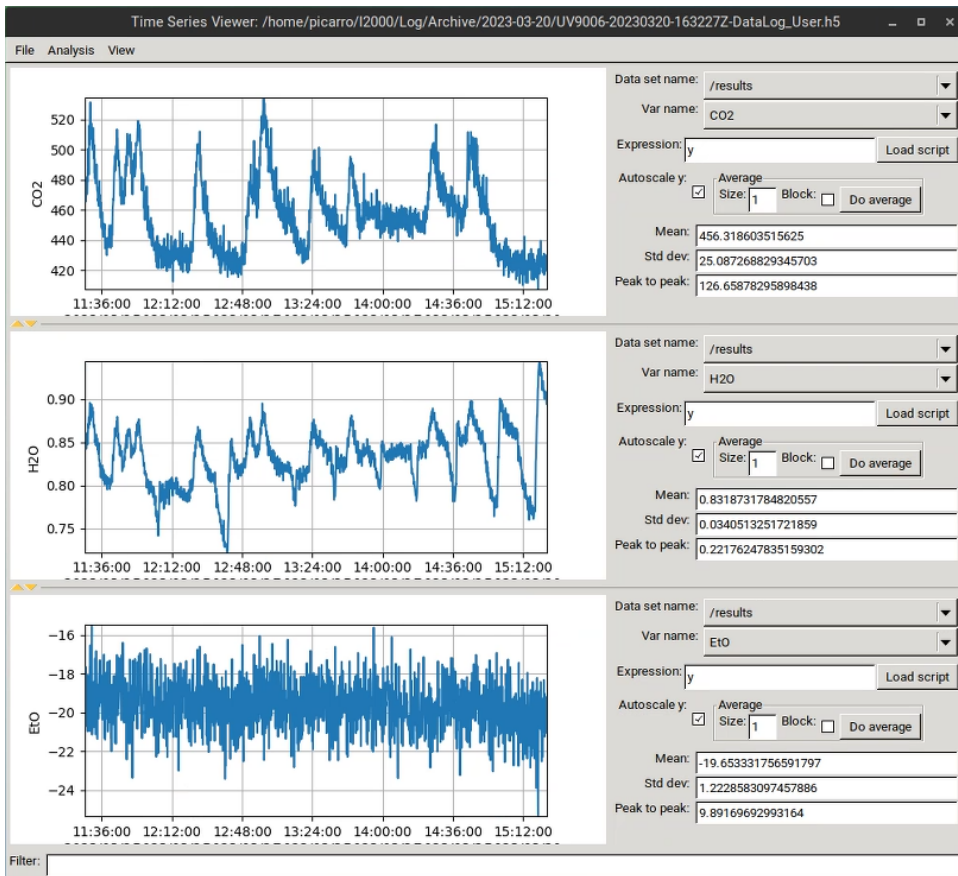 Time Series Viewer: /home/picarro/I2000/Log/Archive/2023-03-20/UV9006-20230320-163227Z-DataLog_User.h5
File Analysis View
CO2
520
500
480
460
440
420
11:36:00 12:12:00 12:48:00 13:24:00 14:00:00 14:36:00 15:12:00
Data set name: /results
Var name: CO2
Expression: y Load script
Autoscale y: Average
Size: 1 Block: Do average
Mean: 456.318603515625
Std dev: 25.087268829345703
Peak to peak: 126.65878295898438
H2O
0.90
0.85
0.80
0.75
11:36:00 12:12:00 12:48:00 13:24:00 14:00:00 14:36:00 15:12:00
Data set name: /results
Var name: H2O
Expression: y Load script
Autoscale y: Average
Size: 1 Block: Do average
Mean: 0.8318731784820557
Std dev: 0.0340513251721859
Peak to peak: 0.22176247835159302
EtO
−16
−18
−20
−22
−24
11:36:00 12:12:00 12:48:00 13:24:00 14:00:00 14:36:00 15:12:00
Data set name: /results
Var name: EtO
Expression: y Load script
Autoscale y: Average
Size: 1 Block: Do average
Mean: -19.653331756591797
Std dev: 1.2228583097457886
Peak to peak: 9.89169692993164
Filter: